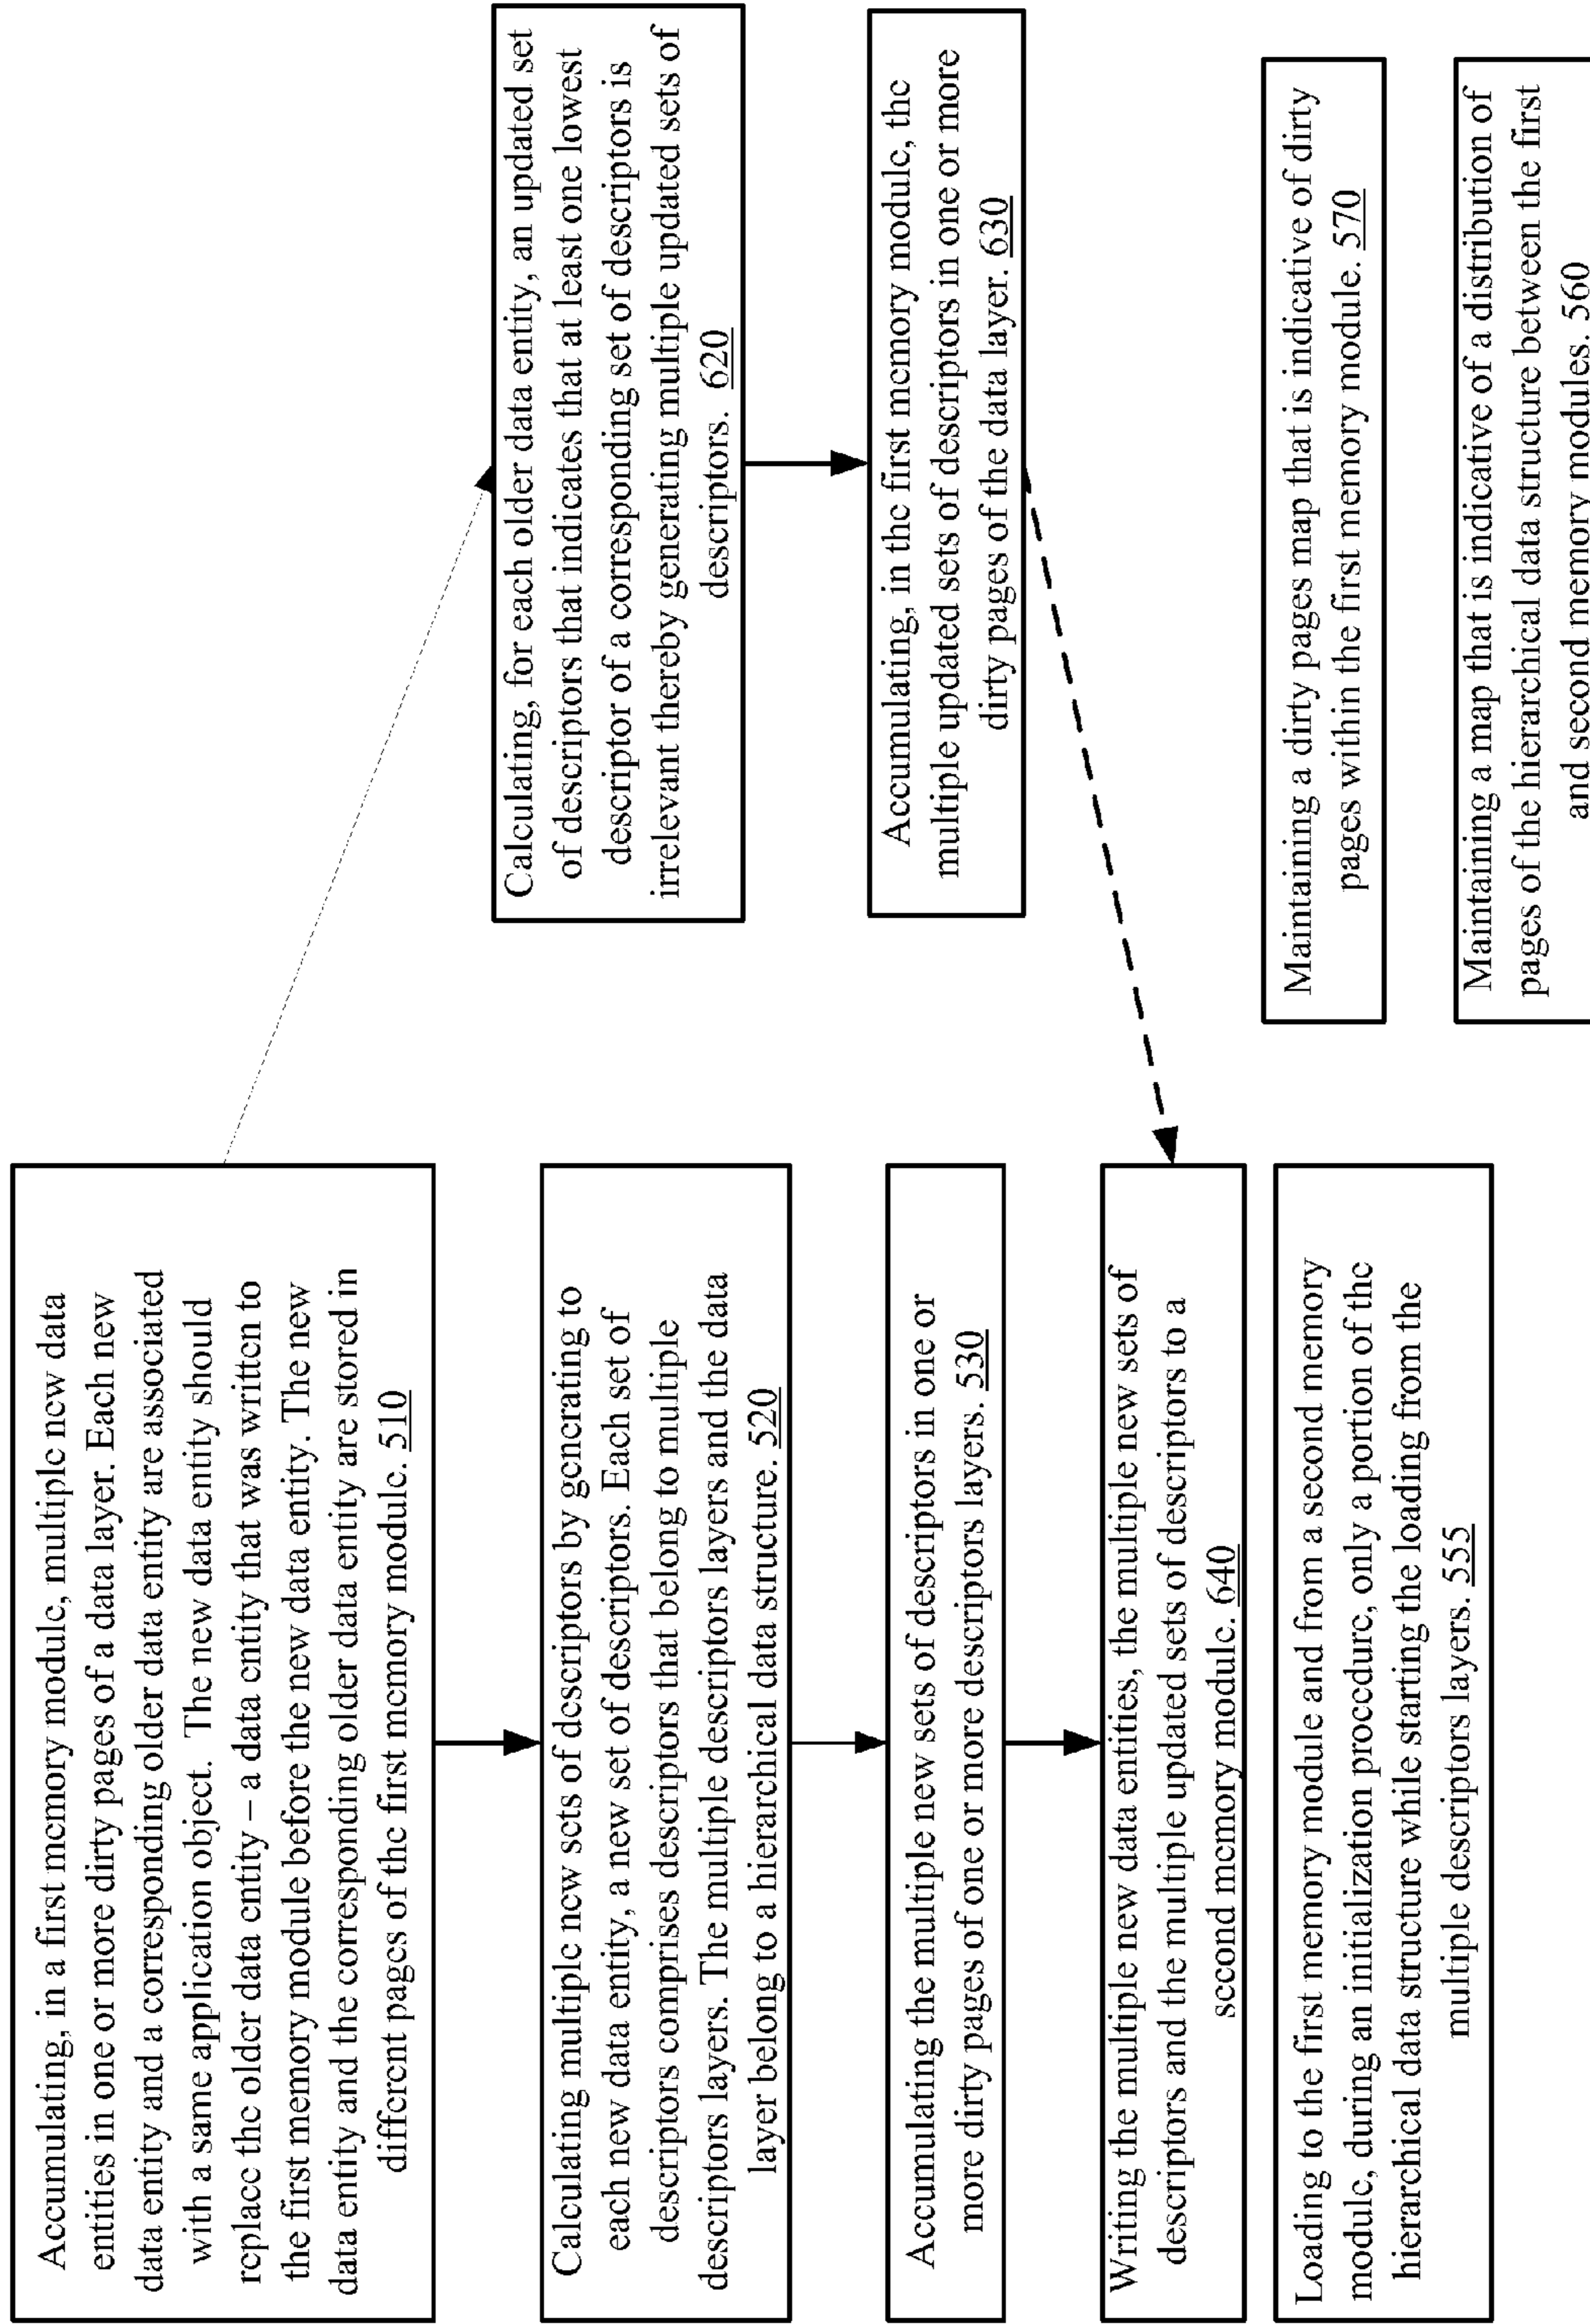 Accumulating, in a first memory module, multiple new data
entities in one or more dirty pages of a data layer. Each new
data entity and a corresponding older data entity are associated
with a same application object.  The new data entity should
replace the older data entity – a data entity that was written to
the first memory module before the new data entity. The new
data entity and the corresponding older data entity are stored in
different pages of the first memory module. 510
Calculating multiple new sets of descriptors by generating to
each new data entity, a new set of descriptors. Each set of
descriptors comprises descriptors that belong to multiple
descriptors layers. The multiple descriptors layers and the data
layer belong to a hierarchical data structure. 520
Accumulating the multiple new sets of descriptors in one or
more dirty pages of one or more descriptors layers. 530
Writing the multiple new data entities, the multiple new sets of
descriptors and the multiple updated sets of descriptors to a
second memory module. 640
Loading to the first memory module and from a second memory
module, during an initialization procedure, only a portion of the
hierarchical data structure while starting the loading from the
multiple descriptors layers. 555
Calculating, for each older data entity, an updated set
of descriptors that indicates that at least one lowest
descriptor of a corresponding set of descriptors is
irrelevant thereby generating multiple updated sets of
descriptors.  620
Accumulating, in the first memory module, the
multiple updated sets of descriptors in one or more
dirty pages of the data layer. 630
Maintaining a dirty pages map that is indicative of dirty
pages within the first memory module. 570
Maintaining a map that is indicative of a distribution of
pages of the hierarchical data structure between the first
and second memory modules. 560